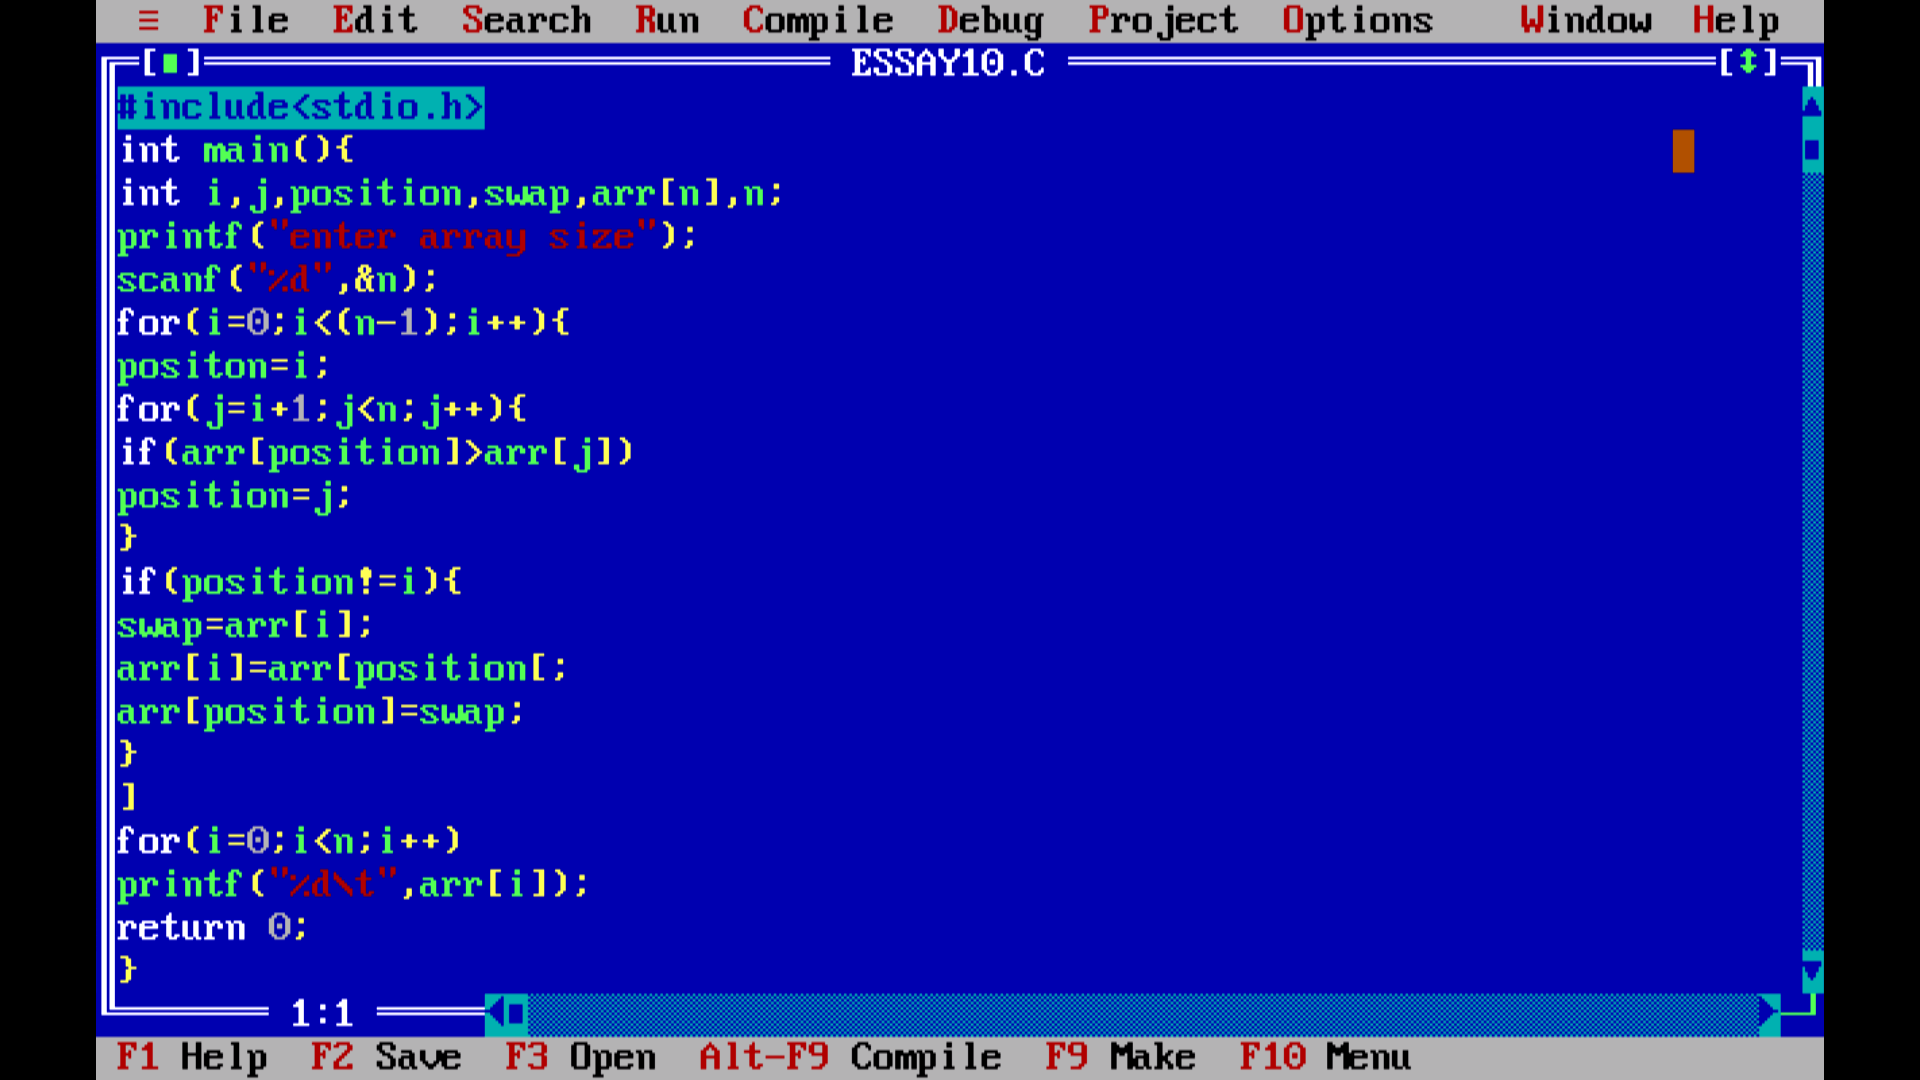 ≡ File Edit Search Run Compile Debug Project Options Window Help
[■] ESSAY10.C [↕]
#include<stdio.h>
int main(){
int i,j,position,swap,arr[n],n;
printf("enter array size");
scanf("%d",&n);
for(i=0;i<(n-1);i++){
positon=i;
for(j=i+1;j<n;j++){
if(arr[position]>arr[j])
position=j;
}
if(position!=i){
swap=arr[i];
arr[i]=arr[position[;
arr[position]=swap;
}
]
for(i=0;i<n;i++)
printf("%d\t",arr[i]);
return 0;
}
1:1
F1 Help F2 Save F3 Open Alt-F9 Compile F9 Make F10 Menu